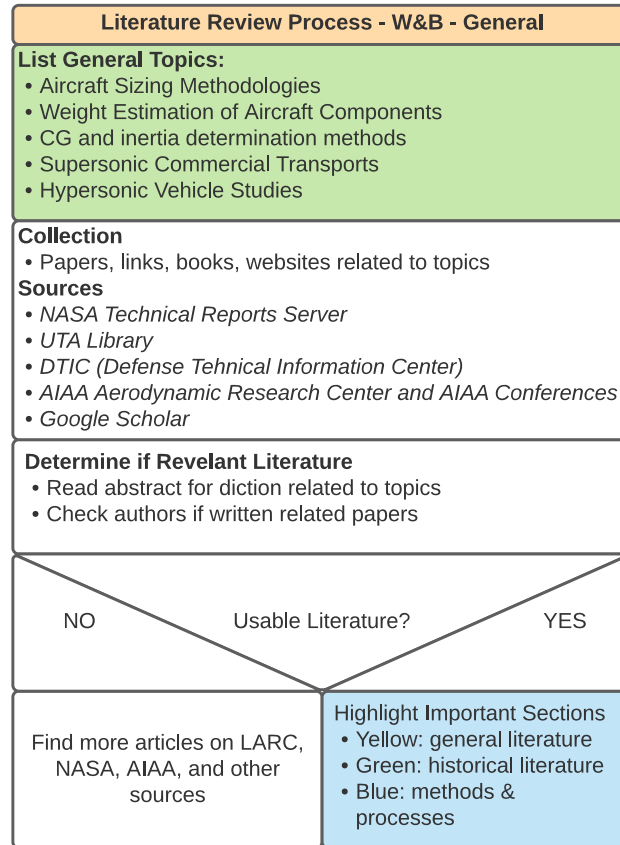 Literature Review Process - W&B - General
List General Topics:
• Aircraft Sizing Methodologies
• Weight Estimation of Aircraft Components
• CG and inertia determination methods
• Supersonic Commercial Transports
• Hypersonic Vehicle Studies
Collection
• Papers, links, books, websites related to topics
Sources
• NASA Technical Reports Server
• UTA Library
• DTIC (Defense Tehnical Information Center)
• AIAA Aerodynamic Research Center and AIAA Conferences
• Google Scholar
Determine if Revelant Literature
• Read abstract for diction related to topics
• Check authors if written related papers
NO
Usable Literature?
YES
Find more articles on LARC,
NASA, AIAA, and other
sources
Highlight Important Sections
• Yellow: general literature
• Green: historical literature
• Blue: methods &
processes